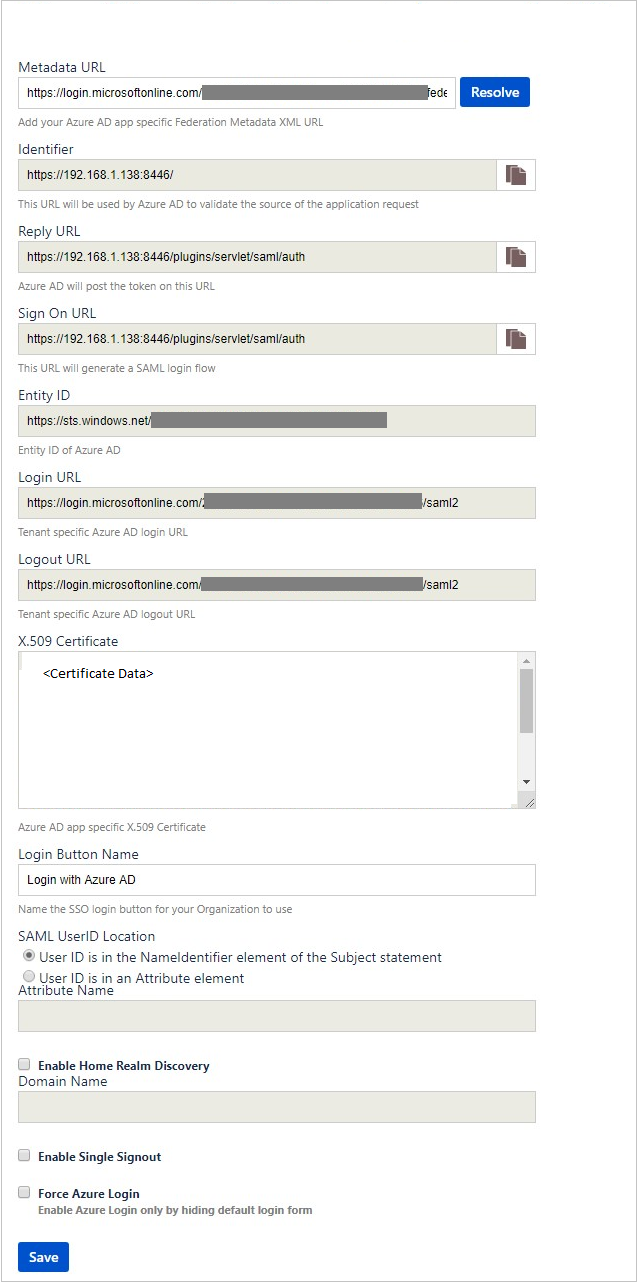 Metadata URL
https://login.microsoftonline.com/ fede
Resolve
Add your Azure AD app specific Federation Metadata XML URL
Identifier
https://192.168.1.138:8446/
This URL will be used by Azure AD to validate the source of the application request
Reply URL
https://192.168.1.138:8446/plugins/servlet/saml/auth
Azure AD will post the token on this URL
Sign On URL
https://192.168.1.138:8446/plugins/servlet/saml/auth
This URL will generate a SAML login flow
Entity ID
https://sts.windows.net/
Entity ID of Azure AD
Login URL
https://login.microsoftonline.com/ /saml2
Tenant specific Azure AD login URL
Logout URL
https://login.microsoftonline.com/ /saml2
Tenant specific Azure AD logout URL
X.509 Certificate
<Certificate Data>
Azure AD app specific X.509 Certificate
Login Button Name
Login with Azure AD
Name the SSO login button for your Organization to use
SAML UserID Location
User ID is in the NameIdentifier element of the Subject statement
User ID is in an Attribute element
Attribute Name
Enable Home Realm Discovery
Domain Name
Enable Single Signout
Force Azure Login
Enable Azure Login only by hiding default login form
Save